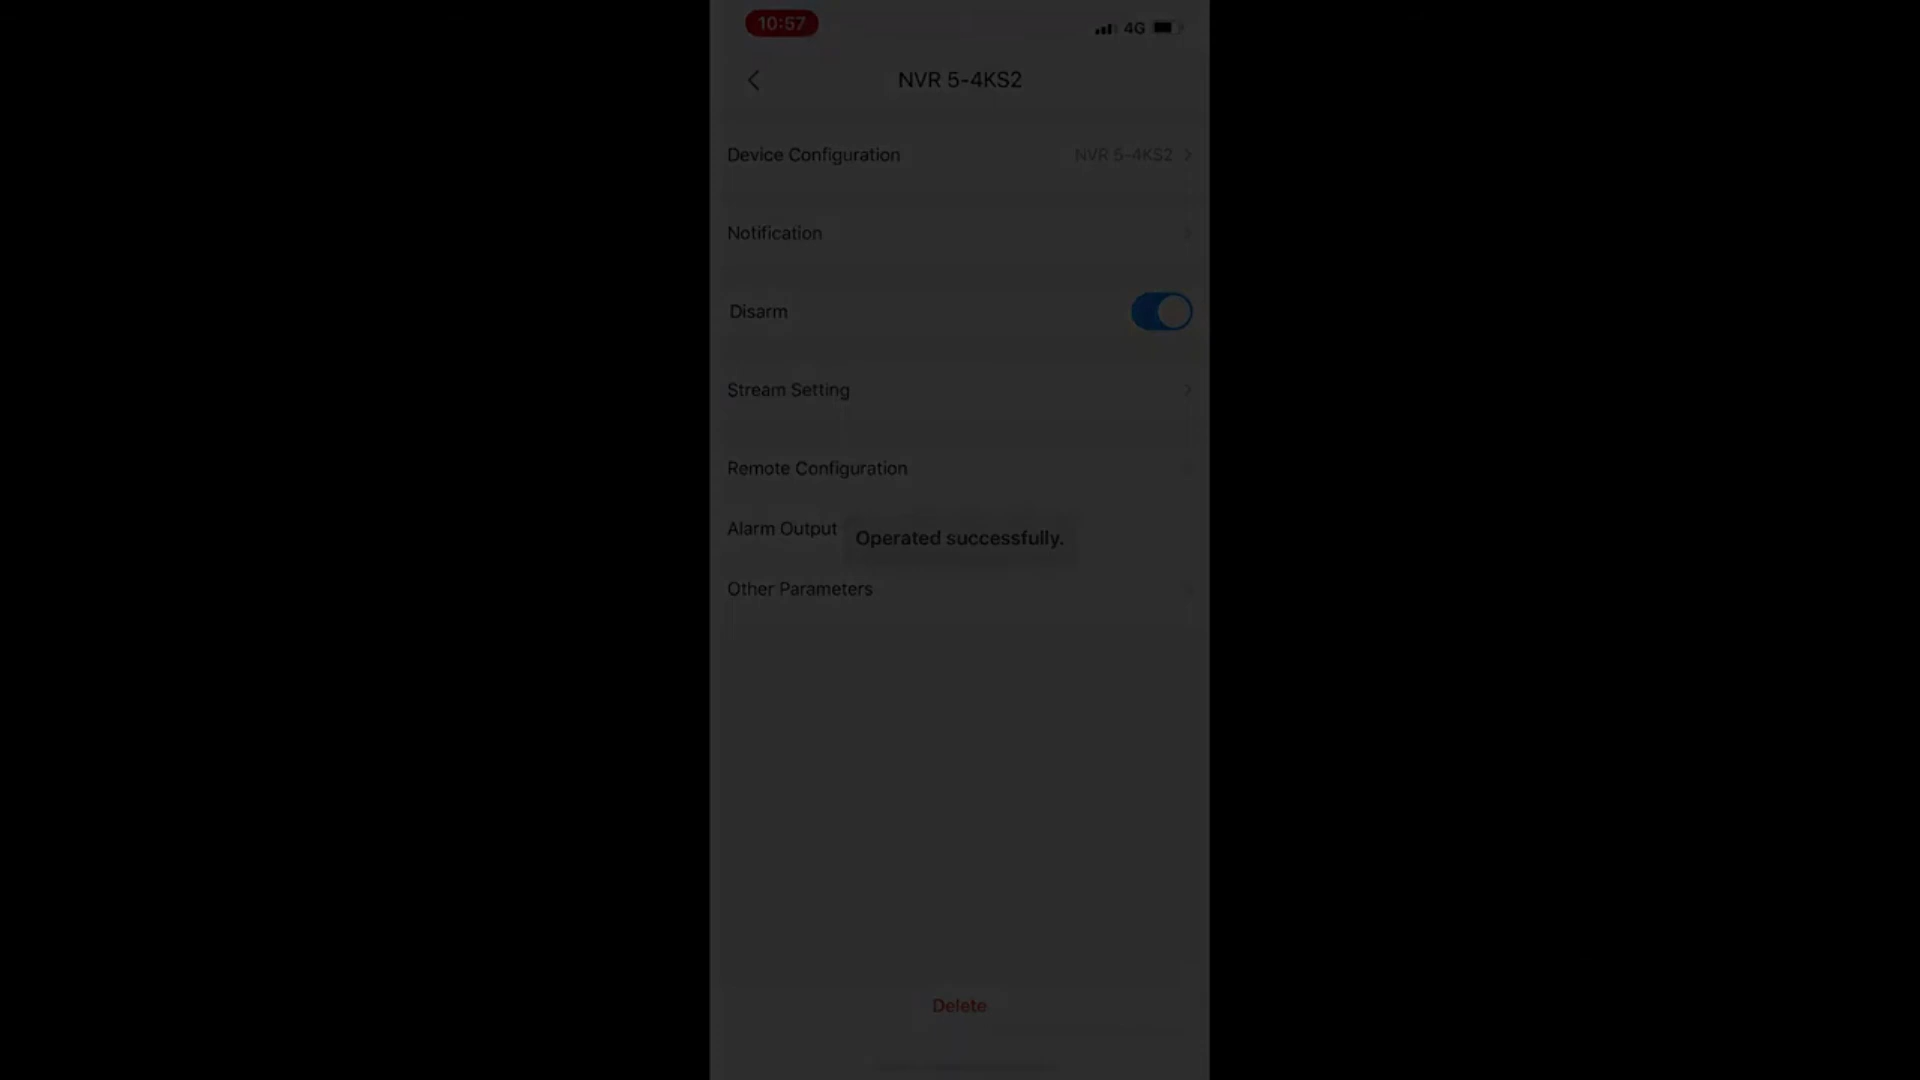 10:57
4G
NVR 5-4KS2
Device Configuration NVR 5-4KS2
Notification
Disarm
Stream Setting
Remote Configuration
Alarm Output
Operated successfully.
Other Parameters
Delete